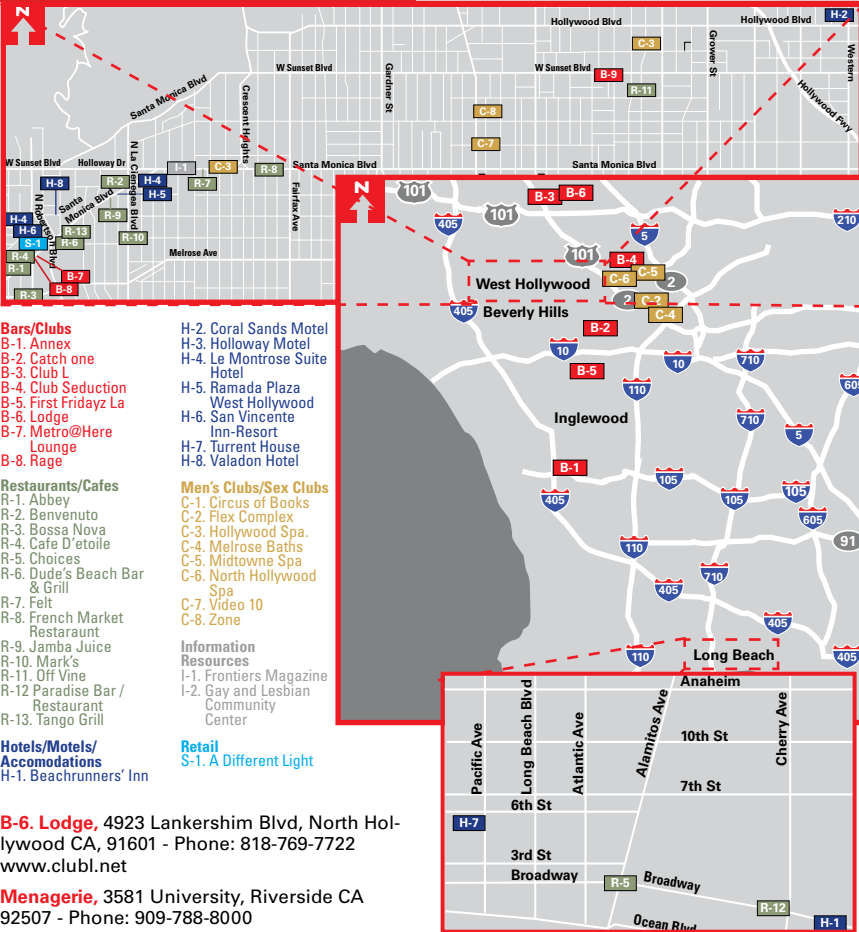 N
Hollywood Blvd
Hollywood Blvd
H-2
C-3
Grower St
Western
W Sunset Blvd
Gardner St
W Sunset Blvd
B-9
R-11
Santa Monica Blvd
Crescent Heights
Hollywood Fwy
C-8
C-7
N La Cienegea Blvd
W Sunset Blvd
Holloway Dr
I-1
C-3
R-8
Santa Monica Blvd
Santa Monica Blvd
H-8
R-2
H-4
R-7
H-5
Fairfax Ave
N Robertson Blvd
Santa
Monica Blvd
R-9
H-4
H-6
R-13
S-1
R-6
R-10
R-4
Melrose Ave
R-1
B-7
B-8
R-3
N
101
B-3
B-6
405
101
5
210
101
B-4
C-5
C-6
2
West Hollywood
2
C-2
405
Beverly Hills
C-4
B-2
10
10
710
B-5
110
605
Inglewood
710
5
B-1
405
105
105
105
605
110
91
710
405
405
110
Long Beach
405
Bars/Clubs
B-1. Annex
B-2. Catch one
B-3. Club L
B-4. Club Seduction
B-5. First Fridayz La
B-6. Lodge
B-7. Metro@Here
Lounge
B-8. Rage
Restaurants/Cafes
R-1. Abbey
R-2. Benvenuto
R-3. Bossa Nova
R-4. Cafe D'etoile
R-5. Choices
R-6. Dude's Beach Bar
& Grill
R-7. Felt
R-8. French Market
Restaraunt
R-9. Jamba Juice
R-10. Mark's
R-11. Off Vine
R-12 Paradise Bar /
Restaurant
R-13. Tango Grill
Hotels/Motels/
Accomodations
H-1. Beachrunners' Inn
H-2. Coral Sands Motel
H-3. Holloway Motel
H-4. Le Montrose Suite
Hotel
H-5. Ramada Plaza
West Hollywood
H-6. San Vincente
Inn-Resort
H-7. Turrent House
H-8. Valadon Hotel
Men's Clubs/Sex Clubs
C-1. Circus of Books
C-2. Flex Complex
C-3. Hollywood Spa.
C-4. Melrose Baths
C-5. Midtowne Spa
C-6. North Hollywood
Spa
C-7. Video 10
C-8. Zone
Information
Resources
I-1. Frontiers Magazine
I-2. Gay and Lesbian
Community
Center
Retail
S-1. A Different Light
Anaheim
Pacific Ave
Long Beach Blvd
Atlantic Ave
Alamitos Ave
Cherry Ave
10th St
7th St
6th St
H-7
3rd St
Broadway
R-5
Broadway
R-12
H-1
Ocean Blvd
B-6. Lodge, 4923 Lankershim Blvd, North Hol-
lywood CA, 91601 - Phone: 818-769-7722
www.clubl.net
Menagerie, 3581 University, Riverside CA
92507 - Phone: 909-788-8000